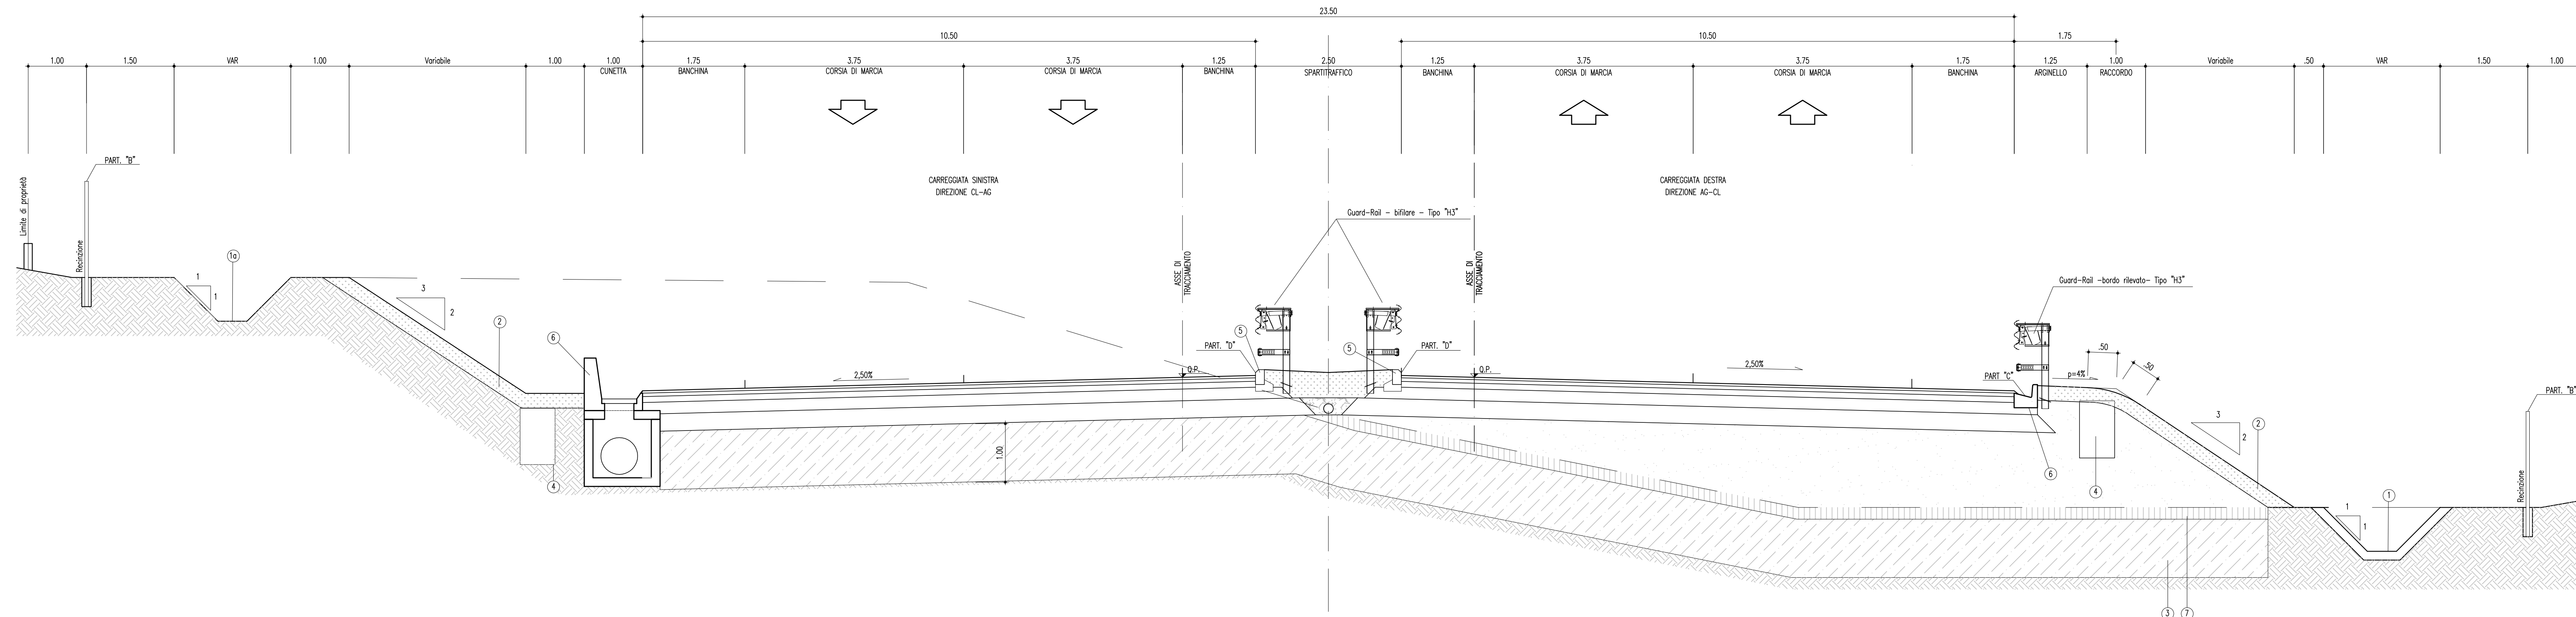 23.50
10.50
10.50
1.75
1.00
1.50
VAR
1.00
Variabile
1.00
1.00
CUNETTA
1.75
BANCHINA
3.75
CORSIA DI MARCIA
3.75
CORSIA DI MARCIA
1.25
BANCHINA
2.50
SPARTITRAFFICO
1.25
BANCHINA
3.75
CORSIA DI MARCIA
3.75
CORSIA DI MARCIA
1.75
BANCHINA
1.25
ARGINELLO
1.00
RACCORDO
Variabile
.50
VAR
1.50
1.00
PART. "B"
Limite di proprietà
Recinzione
CARREGGIATA SINISTRA
DIREZIONE CL-AG
CARREGGIATA DESTRA
DIREZIONE AG-CL
Guard-Rail - bifilare - Tipo "H3"
ASSE DI
TRACCIAMENTO
ASSE DI
TRACCIAMENTO
Guard-Rail -bordo rilevato- Tipo "H3"
1a
1
1
3
2
2
6
4
2,50%
1.00
5
PART. "D"
Q.P.
5
PART. "D"
Q.P.
2,50%
PART "C"
p=4%
.50
.50
3
2
2
6
4
1
1
1
Recinzione
PART. "B"
3
7